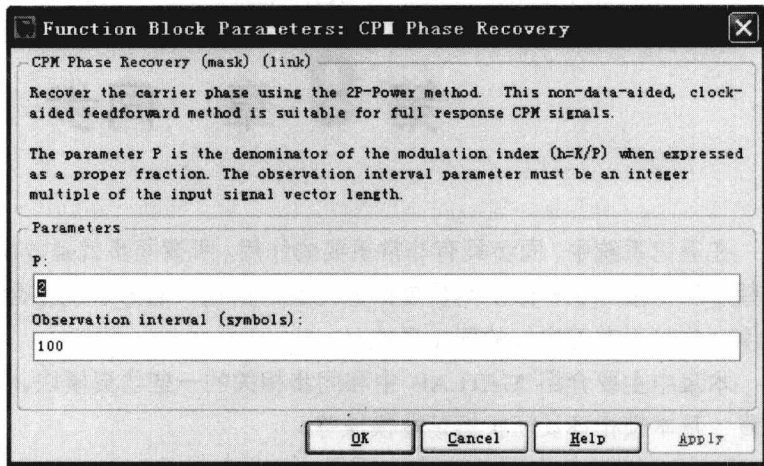 Function Block Parameters: CPM Phase Recovery
CPM Phase Recovery (mask) (link)
Recover the carrier phase using the 2P-Power method. This non-data-aided, clock-
aided feedforward method is suitable for full response CPM signals.
The parameter P is the denominator of the modulation index (h=K/P) when expressed
as a proper fraction. The observation interval parameter must be an integer
multiple of the input signal vector length.
Parameters
P:
2
Observation interval (symbols):
100
OK Cancel Help Apply